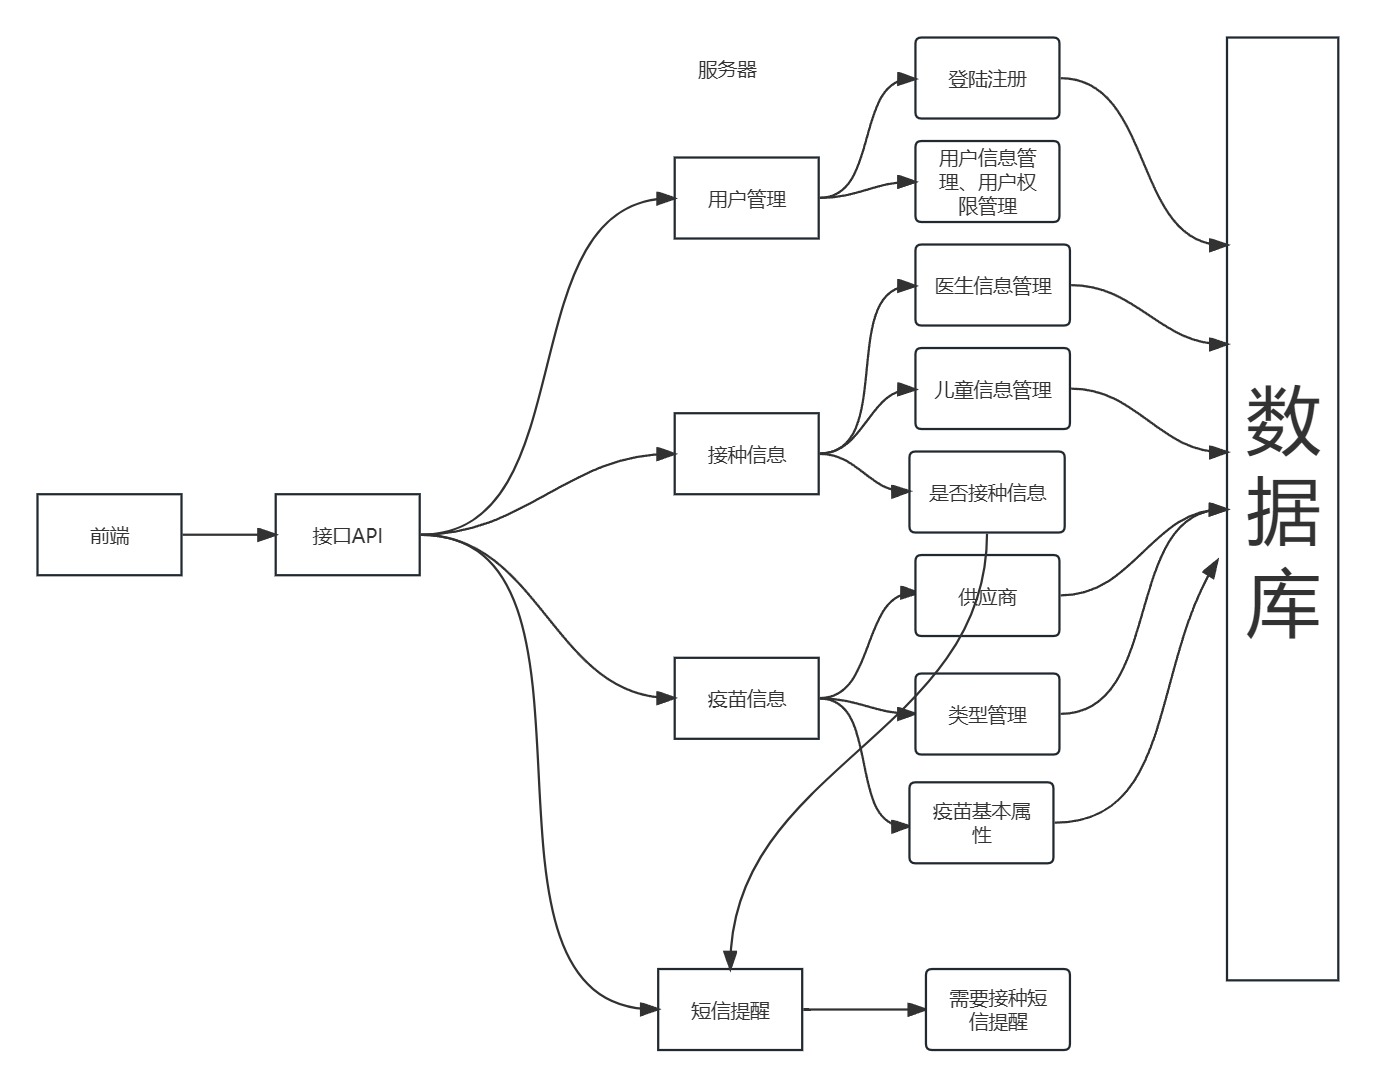 服务器
登陆注册
用户信息管
理、用户权
限管理
用户管理
医生信息管理
儿童信息管理
接种信息
是否接种信息
前端
接口API
供应商
疫苗信息
类型管理
疫苗基本属
性
短信提醒
需要接种短
信提醒
数
据
库